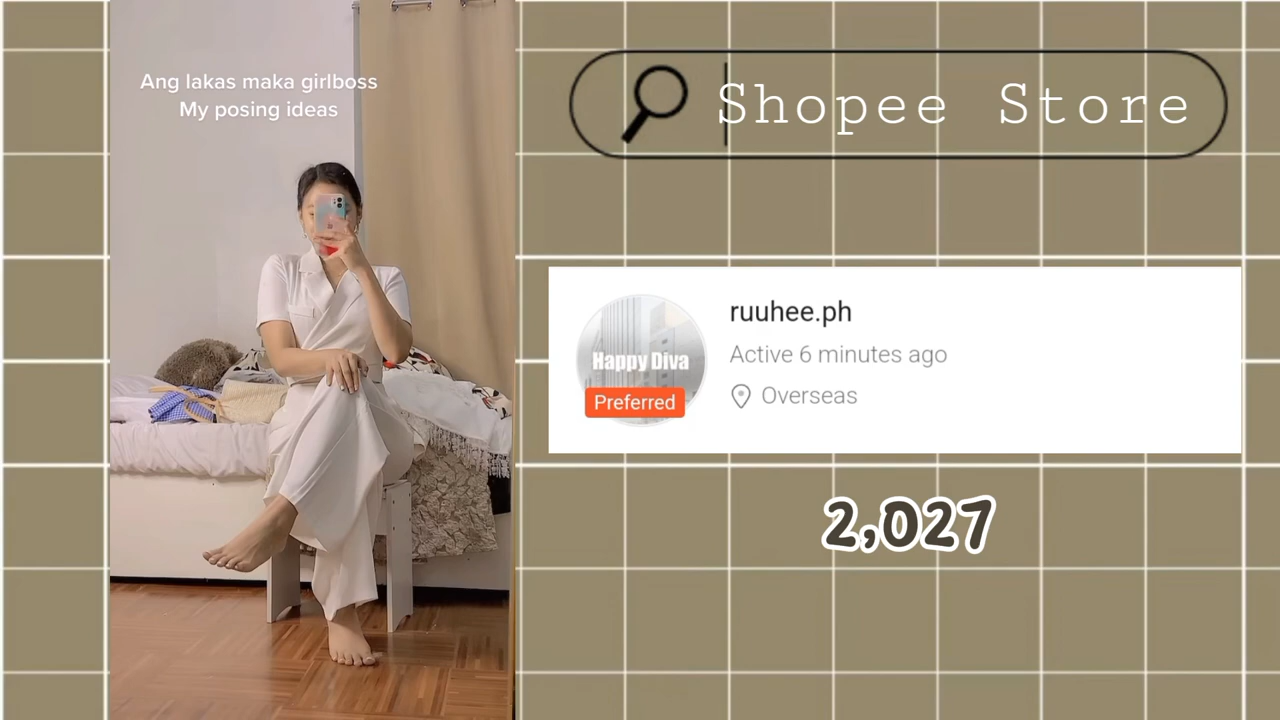 Ang lakas maka girlboss
My posing ideas
Shopee Store
ruuhee.ph
Active 6 minutes ago
Overseas
Happy Diva
Preferred
2,027